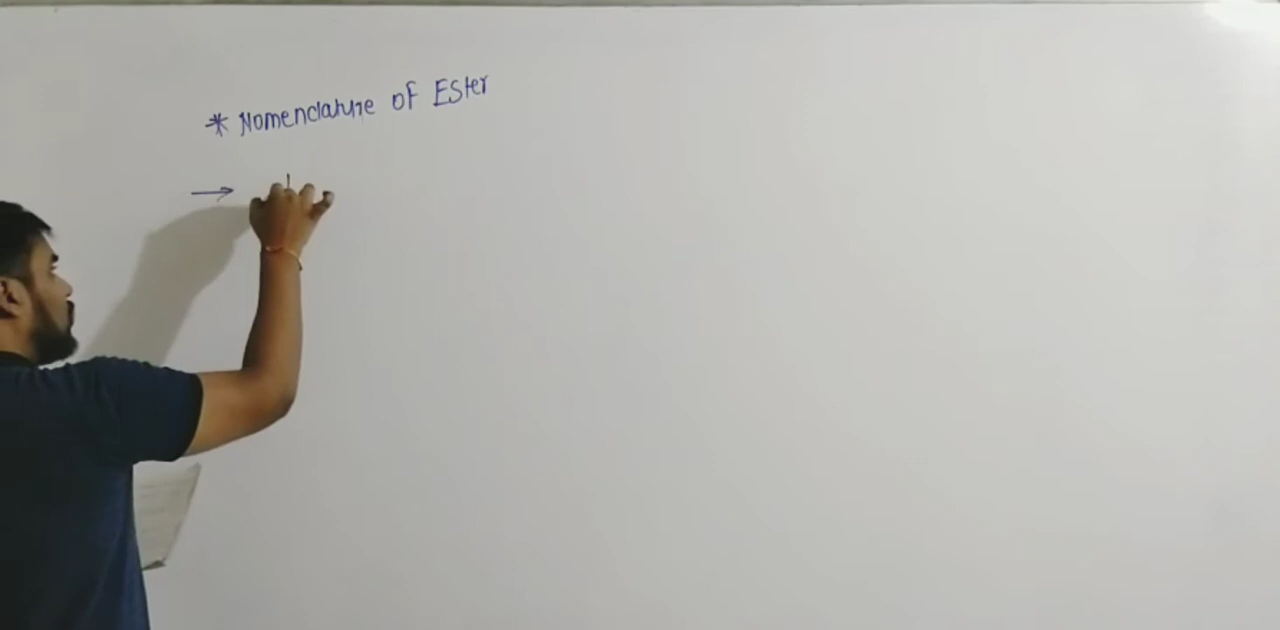 * Nomenclature of Ester
→